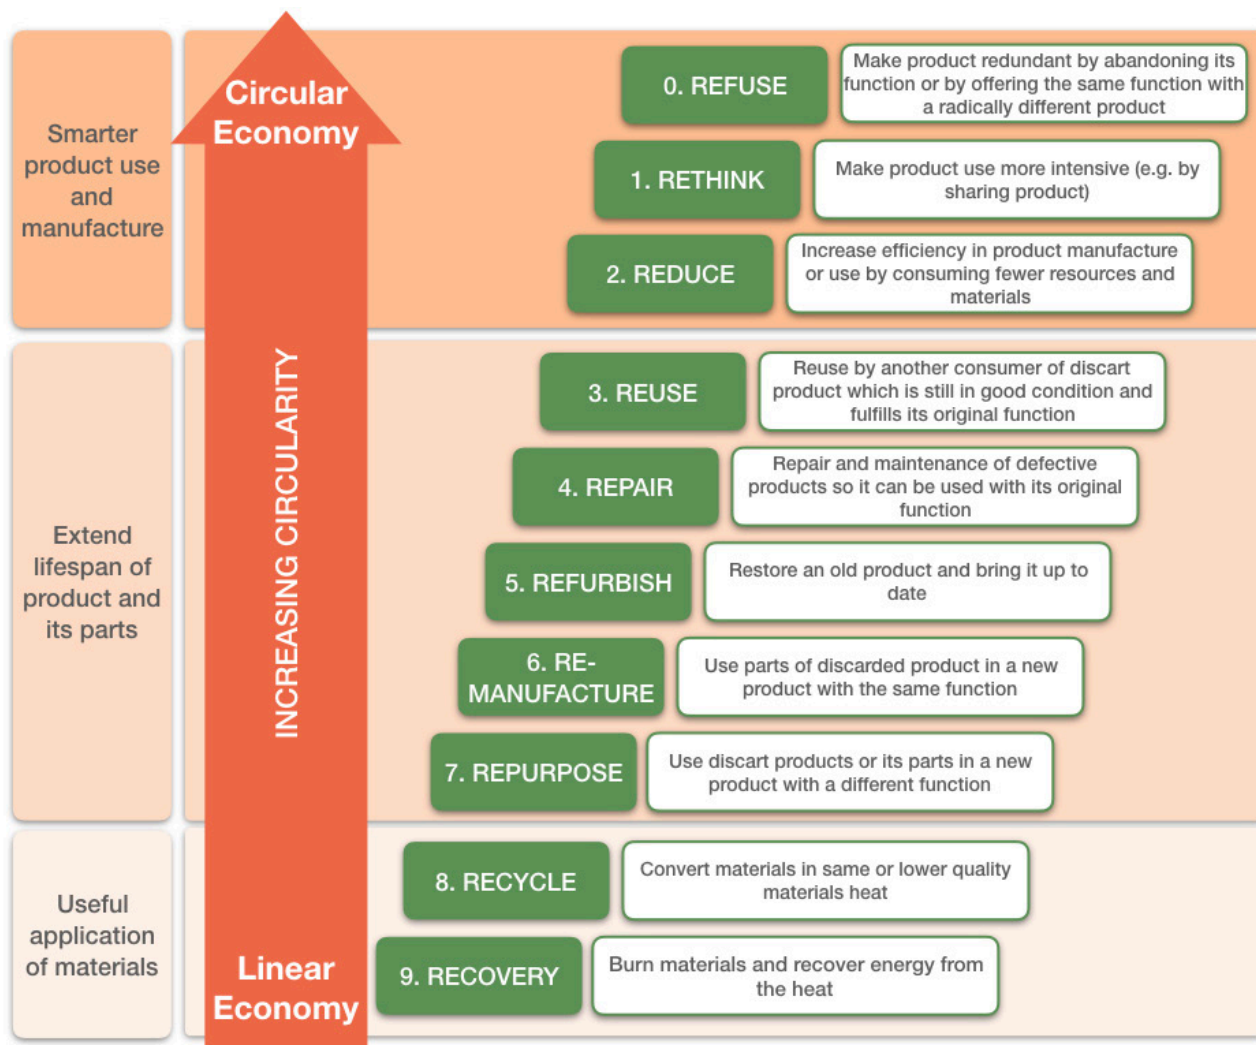 Circular
Economy
INCREASING CIRCULARITY
Linear
Economy
Smarter
product use
and
manufacture
0. REFUSE
Make product redundant by abandoning its
function or by offering the same function with
a radically different product
1. RETHINK
Make product use more intensive (e.g. by
sharing product)
2. REDUCE
Increase efficiency in product manufacture
or use by consuming fewer resources and
materials
Extend
lifespan of
product and
its parts
3. REUSE
Reuse by another consumer of discart
product which is still in good condition and
fulfills its original function
4. REPAIR
Repair and maintenance of defective
products so it can be used with its original
function
5. REFURBISH
Restore an old product and bring it up to
date
6. RE-
MANUFACTURE
Use parts of discarded product in a new
product with the same function
7. REPURPOSE
Use discart products or its parts in a new
product with a different function
Useful
application
of materials
8. RECYCLE
Convert materials in same or lower quality
materials heat
9. RECOVERY
Burn materials and recover energy from
the heat